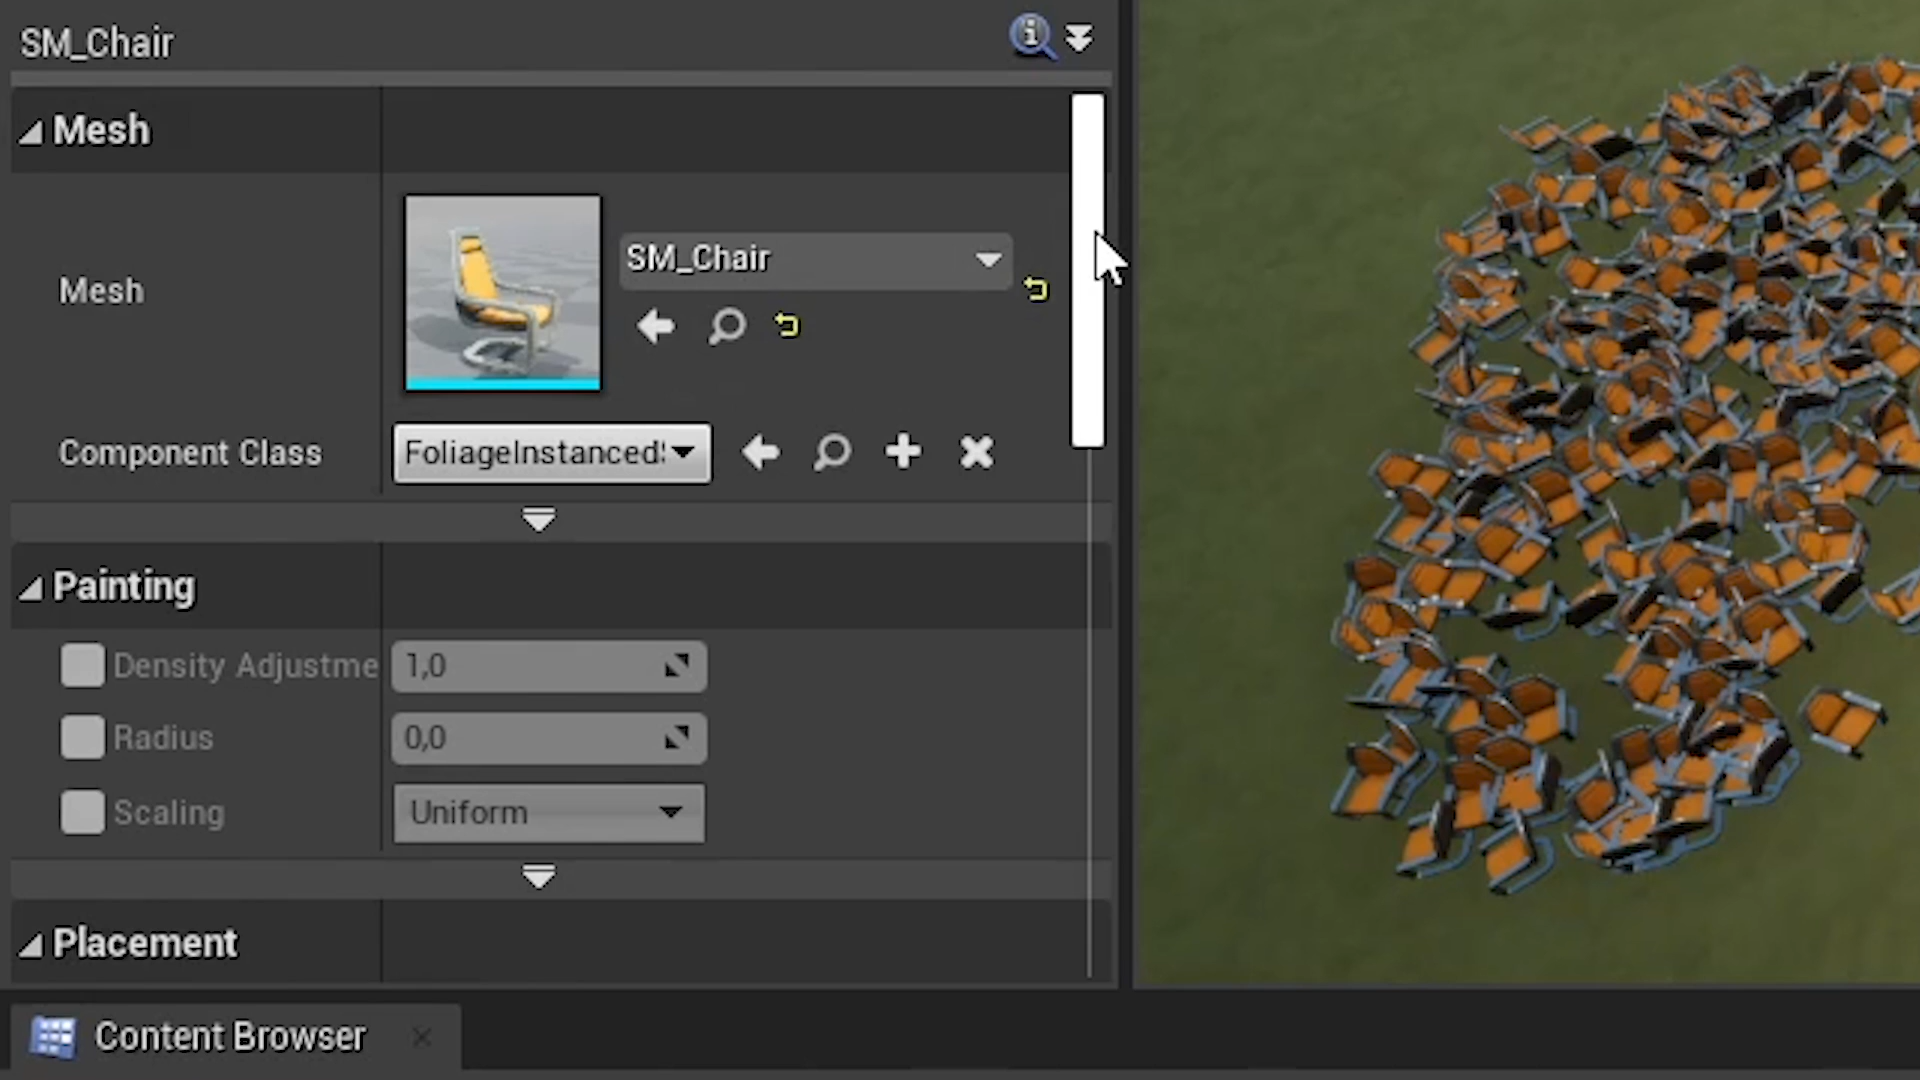 SM_Chair
Mesh
Mesh
SM_Chair
Component Class
FoliageInstanced
Painting
Density Adjustme
1,0
Radius
0,0
Scaling
Uniform
Placement
Content Browser